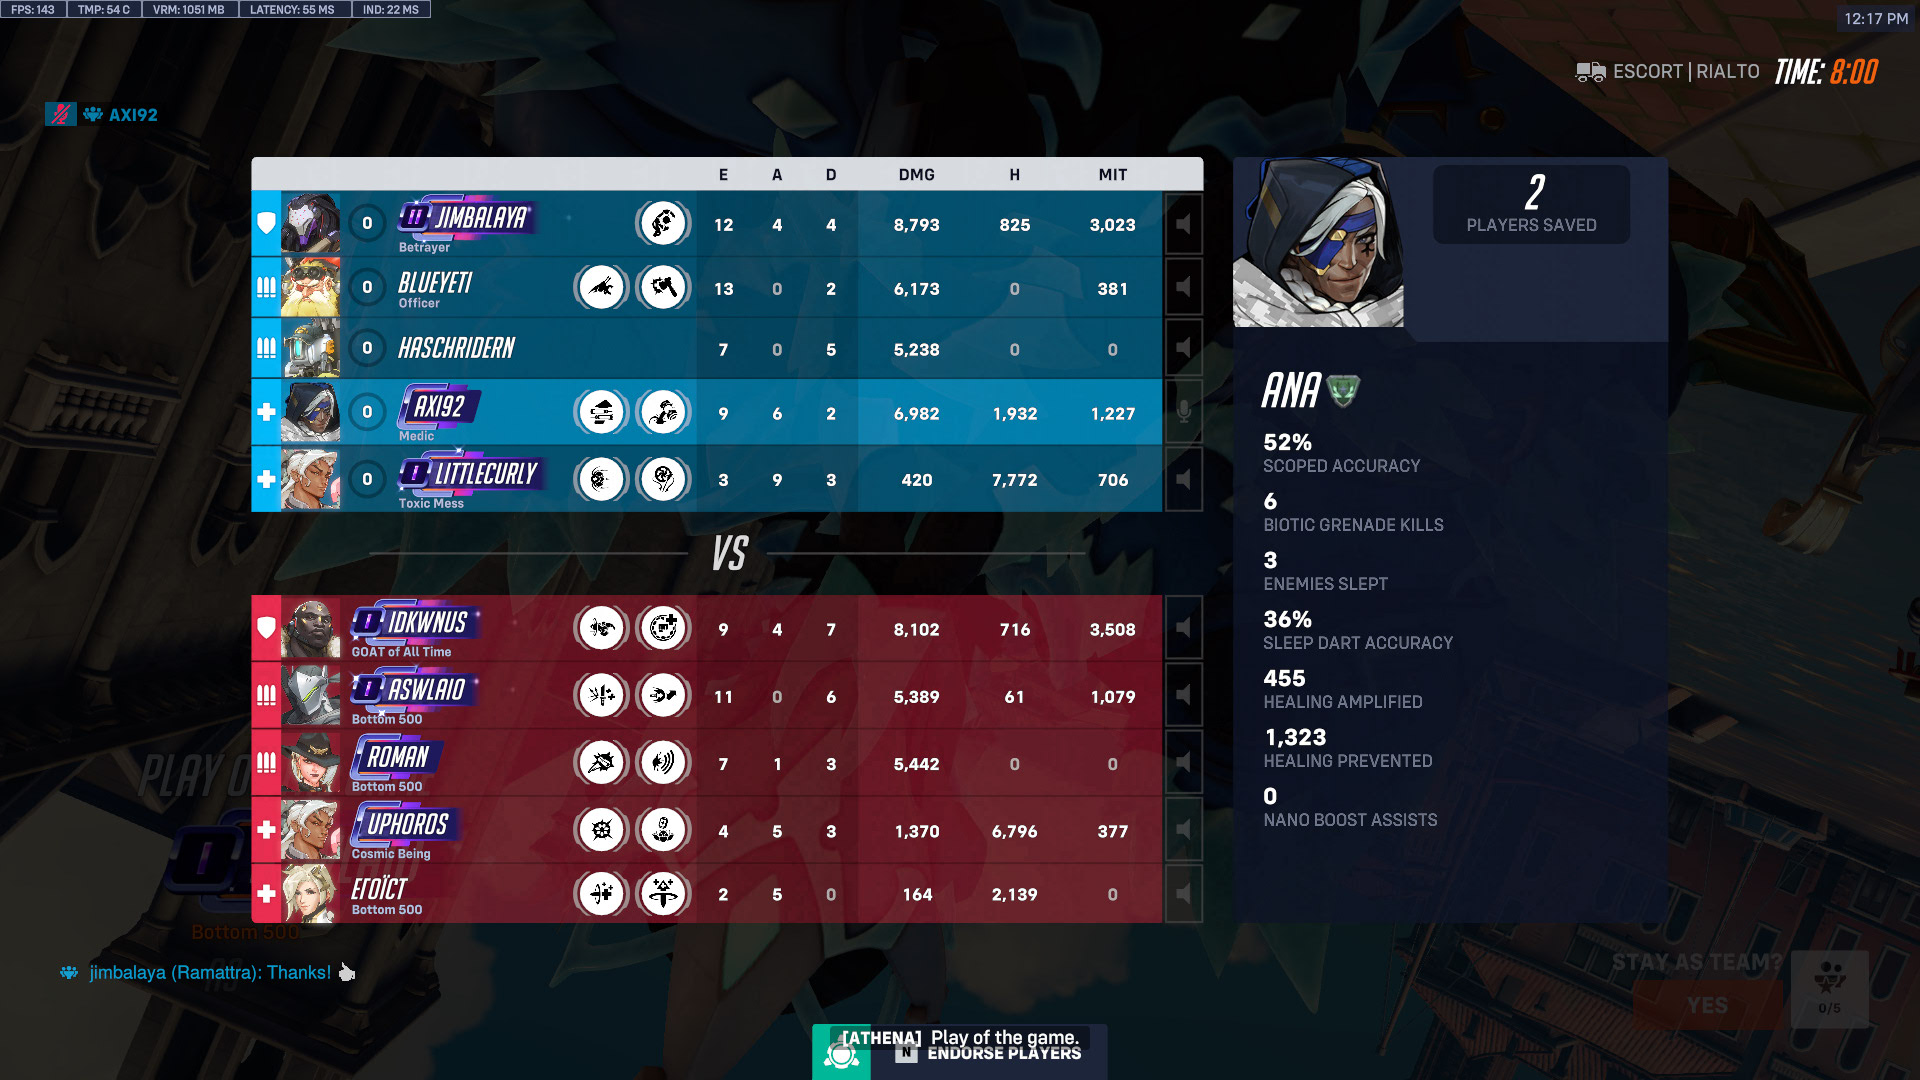 FPS: 143 TMP: 54 C VRM: 1051 MB LATENCY: 55 MS IND: 22 MS
12:17 PM
ESCORT | RIALTO TIME: 8:00
AXI92
E A D DMG H MIT
0 II JIMBALAYA 12 4 4 8,793 825 3,023
Betrayer
0 BLUEYETI 13 0 2 6,173 0 381
Officer
0 HASCHRIDERN 7 0 5 5,238 0 0
0 AXI92 9 6 2 6,982 1,932 1,227
Medic
0 I LITTLECURLY 3 9 3 420 7,772 706
Toxic Mess
VS
I IDKWNUS 9 4 7 8,102 716 3,508
GOAT of All Time
I ASWLAIO 11 0 6 5,389 61 1,079
Bottom 500
ROMAN 7 1 3 5,442 0 0
Bottom 500
UPHOROS 4 5 3 1,370 6,796 377
Cosmic Being
ΕΓΟΪ́ΣΤ 2 5 0 164 2,139 0
Bottom 500
2
PLAYERS SAVED
ANA
52%
SCOPED ACCURACY
6
BIOTIC GRENADE KILLS
3
ENEMIES SLEPT
36%
SLEEP DART ACCURACY
455
HEALING AMPLIFIED
1,323
HEALING PREVENTED
0
NANO BOOST ASSISTS
PLAY O
I
Bottom 500
AS
jimbalaya (Ramattra): Thanks!
STAY AS TEAM?
YES
0/5
[ATHENA] Play of the game.
N ENDORSE PLAYERS